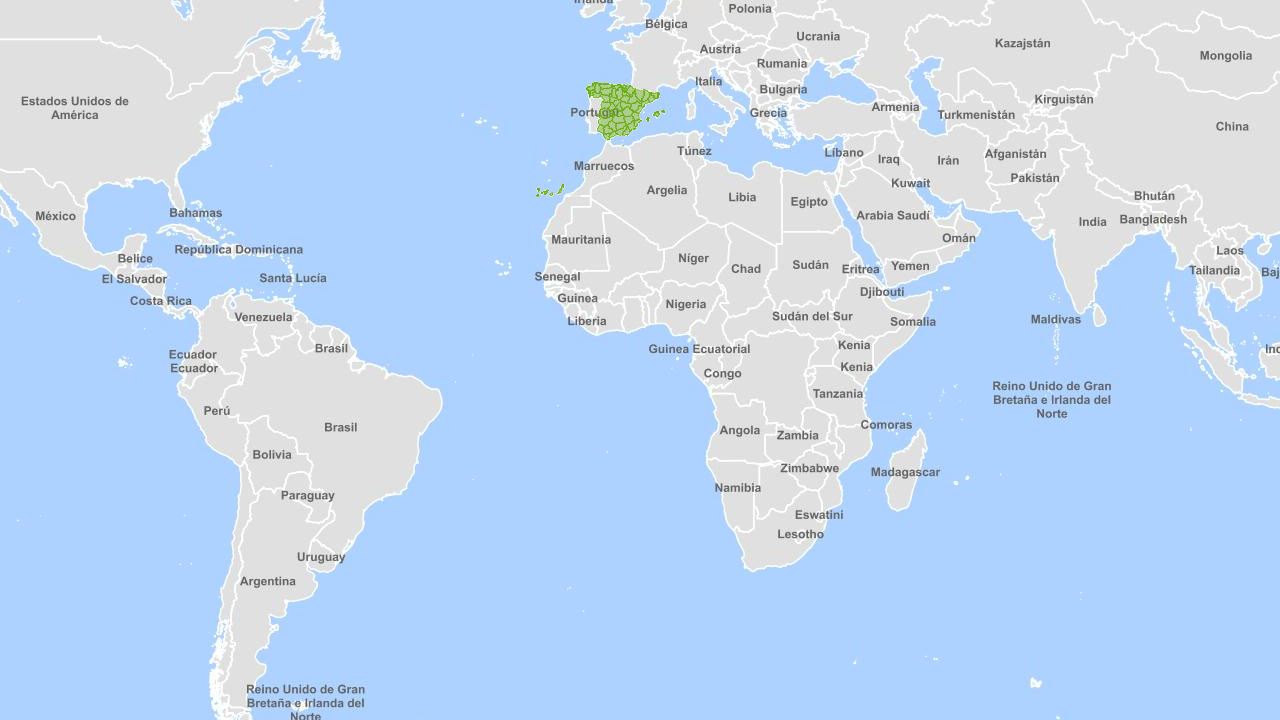 Irlanda
Polonia
Bélgica
Ucrania
Kazajstán
Austria
Mongolia
Rumania
Italia
Bulgaria
Kirguistán
Estados Unidos de
América
Armenia
Portugal
Grecia
Turkmenistán
China
Túnez
Líbano
Iraq
Irán
Afganistán
Marruecos
Pakistán
Kuwait
Argelia
Libia
Egipto
Bhután
Bahamas
México
Arabia Saudí
India
Bangladesh
Mauritania
Omán
República Dominicana
Laos
Belice
Níger
Chad
Sudán
Eritrea
Yemen
Tailandia
Baj
El Salvador
Santa Lucía
Senegal
Djibouti
Costa Rica
Guinea
Nigeria
Venezuela
Liberia
Sudán del Sur
Somalia
Maldivas
Brasil
Guinea Ecuatorial
Kenia
Ind
Ecuador
Ecuador
Congo
Kenia
Reino Unido de Gran
Bretaña e Irlanda del
Norte
Tanzania
Perú
Brasil
Angola
Zambia
Comoras
Bolivia
Zimbabwe
Madagascar
Paraguay
Namibia
Eswatini
Lesotho
Uruguay
Argentina
Reino Unido de Gran
Bretaña e Irlanda del
Norte